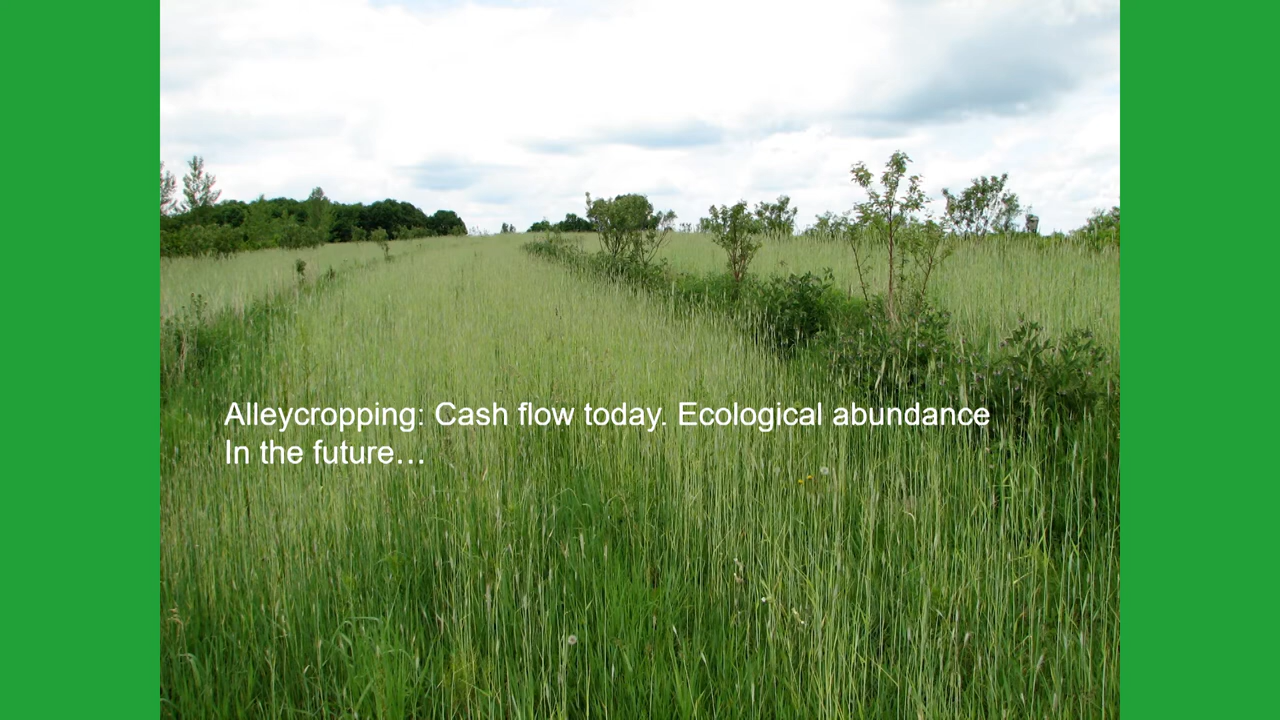 Alleycropping: Cash flow today. Ecological abundance
In the future…